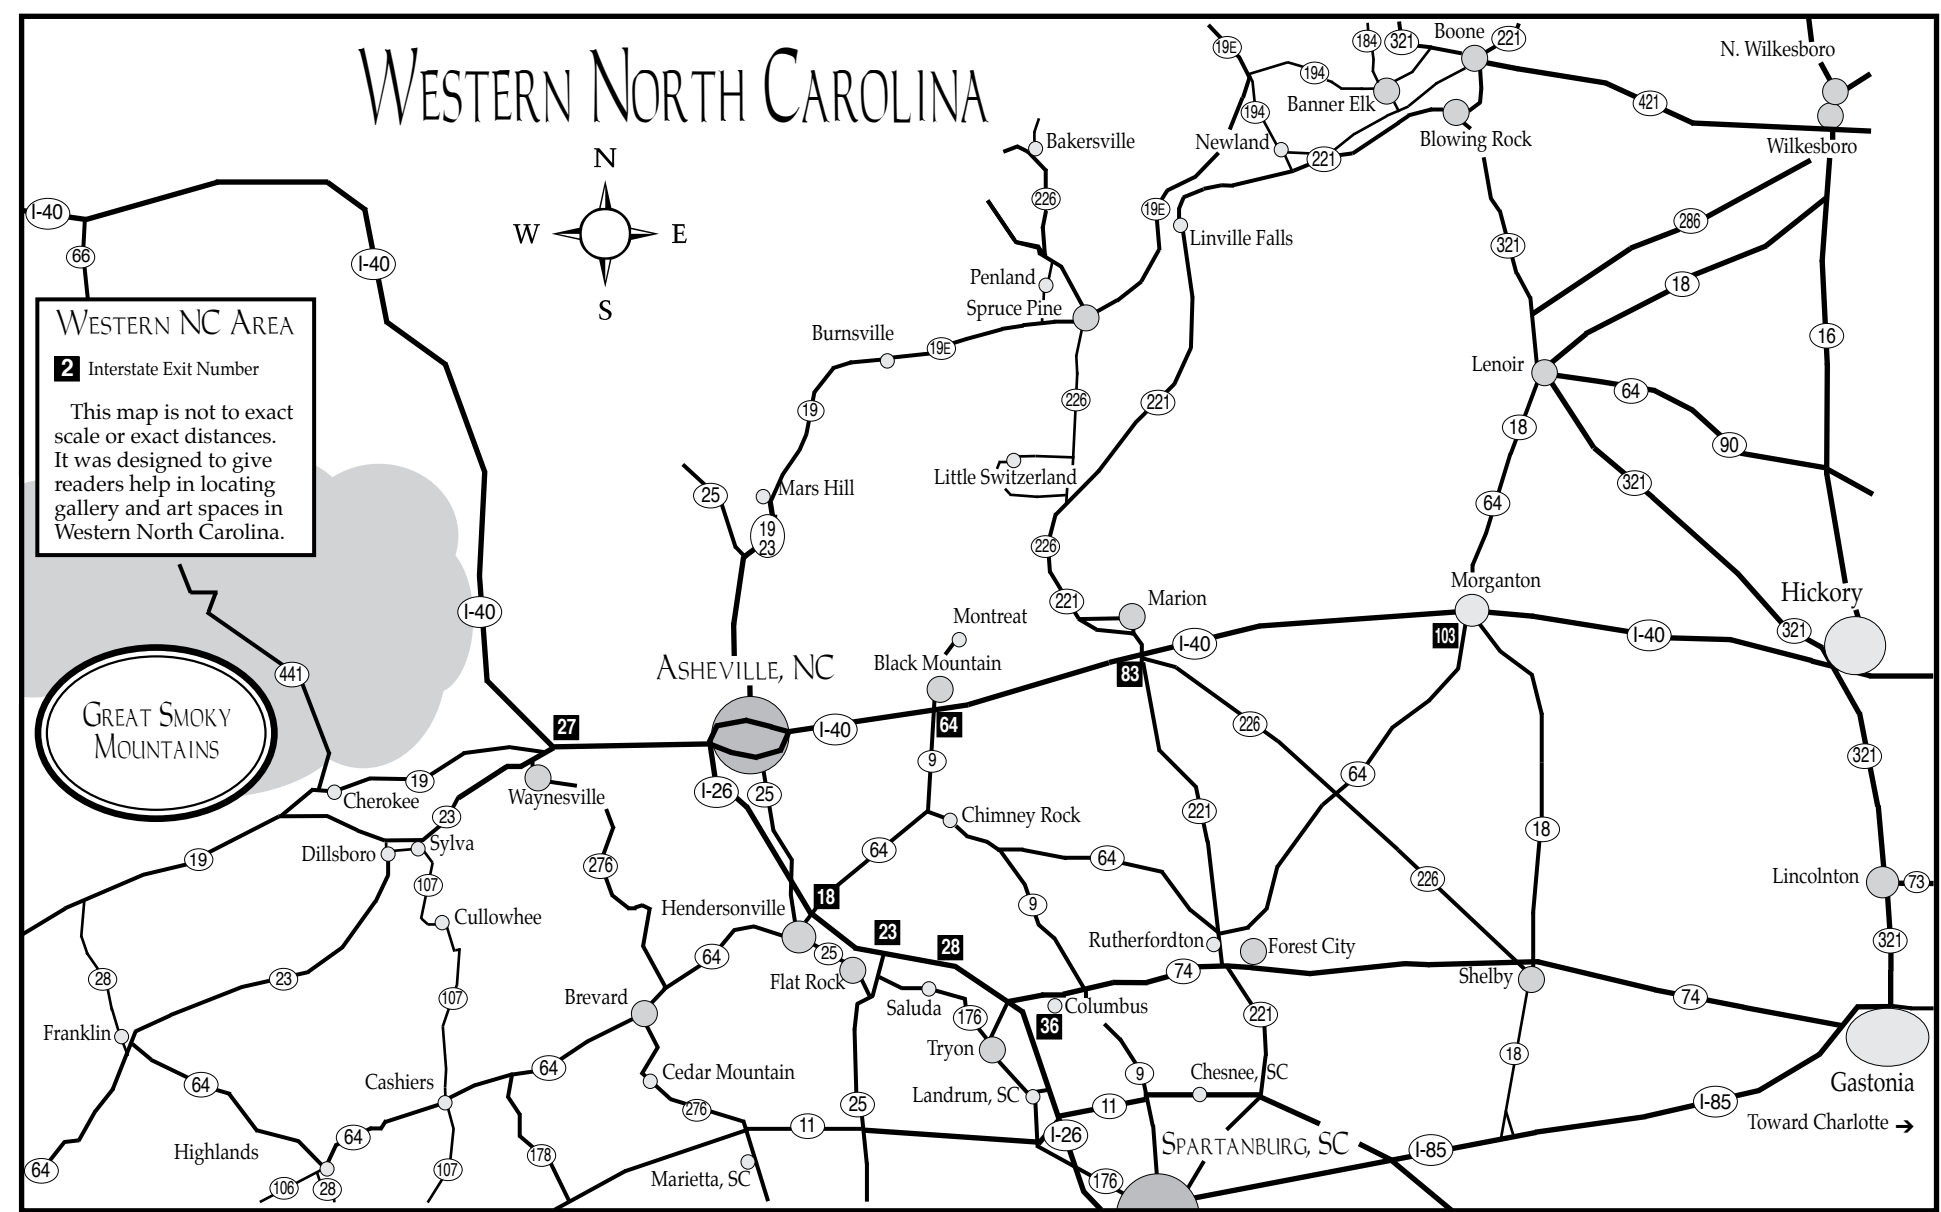 WESTERN NORTH CAROLINA
N
W
E
S
WESTERN NC AREA
2 Interstate Exit Number
This map is not to exact
scale or exact distances.
It was designed to give
readers help in locating
gallery and art spaces in
Western North Carolina.
GREAT SMOKY
MOUNTAINS
19E
184
321
Boone
221
N. Wilkesboro
194
Banner Elk
194
421
Newland
221
Blowing Rock
Wilkesboro
Bakersville
226
19E
I-40
66
I-40
Linville Falls
321
286
18
16
Penland
Spruce Pine
Burnsville
19E
19
226
221
Lenoir
64
18
90
321
64
25
Mars Hill
19
23
Little Switzerland
226
221
Marion
Morganton
103
Hickory
321
I-40
I-40
I-40
441
ASHEVILLE, NC
Montreat
Black Mountain
83
27
I-40
64
226
321
9
64
I-26
25
Waynesville
19
Cherokee
23
Sylva
Dillsboro
19
107
276
Chimney Rock
64
64
221
18
226
Lincolnton
73
18
Hendersonville
9
Cullowhee
23
28
64
25
Rutherfordton
Forest City
321
28
23
107
Flat Rock
74
Shelby
74
Brevard
Saluda
176
Columbus
36
221
Franklin
Tryon
18
Gastonia
64
64
Cashiers
Cedar Mountain
Landrum, SC
9
Chesnee, SC
276
25
11
I-85
Toward Charlotte ➔
11
64
Highlands
178
I-26
SPARTANBURG, SC
I-85
64
107
Marietta, SC
176
106
28